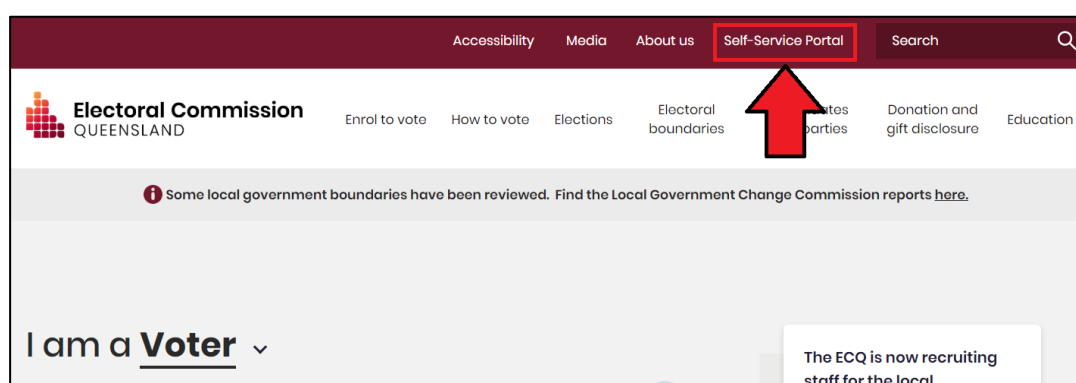 Accessibility Media About us Self-Service Portal Search
Electoral Commission
QUEENSLAND
Enrol to vote How to vote Elections
Electoral
boundaries
Donation and
gift disclosure
Education
Some local government boundaries have been reviewed. Find the Local Government Change Commission reports here.
I am a Voter
The ECQ is now recruiting
staff for the local